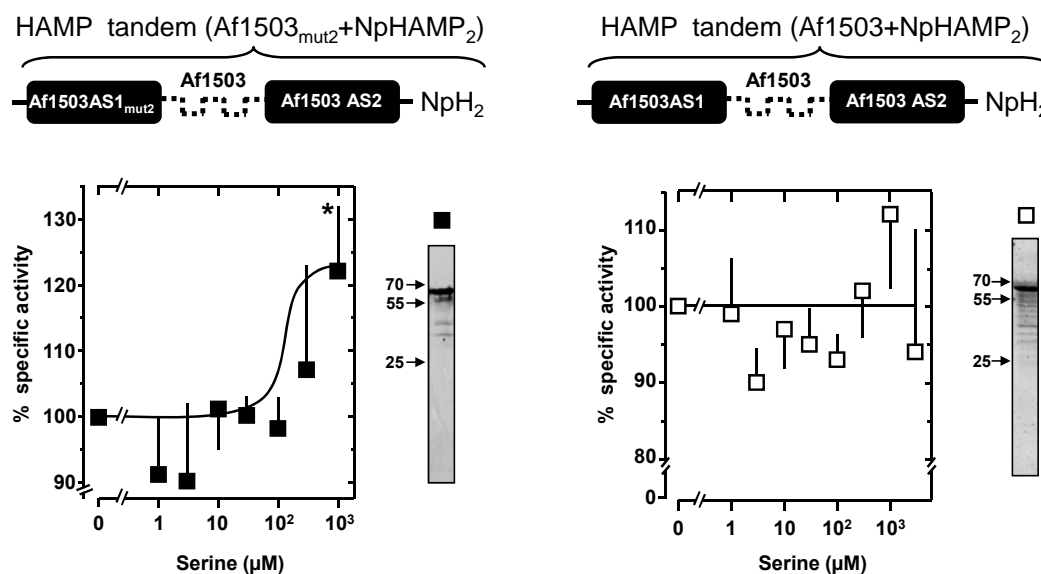 HAMP tandem (Af1503mut2+NpHAMP2)
Af1503
Af1503AS1mut2
Af1503 AS2
NpH2
% specific activity
130
120
110
100
90
*
0 1 10 10² 10³
Serine (µM)
70
55
25
HAMP tandem (Af1503+NpHAMP2)
Af1503
Af1503AS1
Af1503 AS2
NpH2
% specific activity
110
100
90
80
0
0 1 10 10² 10³
Serine (µM)
70
55
25